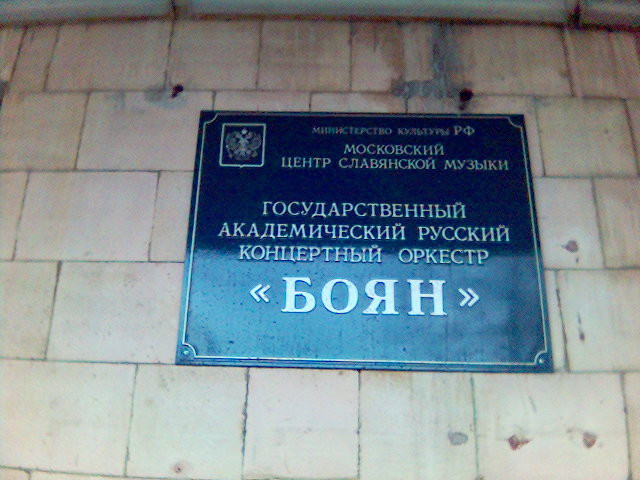 МИНИСТЕРСТВО КУЛЬТУРЫ РФ
МОСКОВСКИЙ
ЦЕНТР СЛАВЯНСКОЙ МУЗЫКИ
ГОСУДАРСТВЕННЫЙ
АКАДЕМИЧЕСКИЙ РУССКИЙ
КОНЦЕРТНЫЙ ОРКЕСТР
«БОЯН»